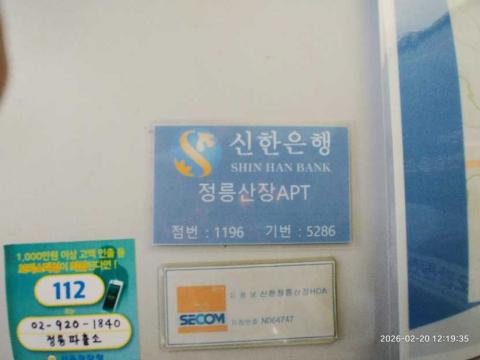 신한은행
SHIN HAN BANK
정릉산장APT
점번 : 1196 기번 : 5286
1,000만원 이상 고액 인출 등
112
02-920-1840
정릉파출소
SECOM
신한정릉산장HDA
ND64747
2026-02-20 12:19:35